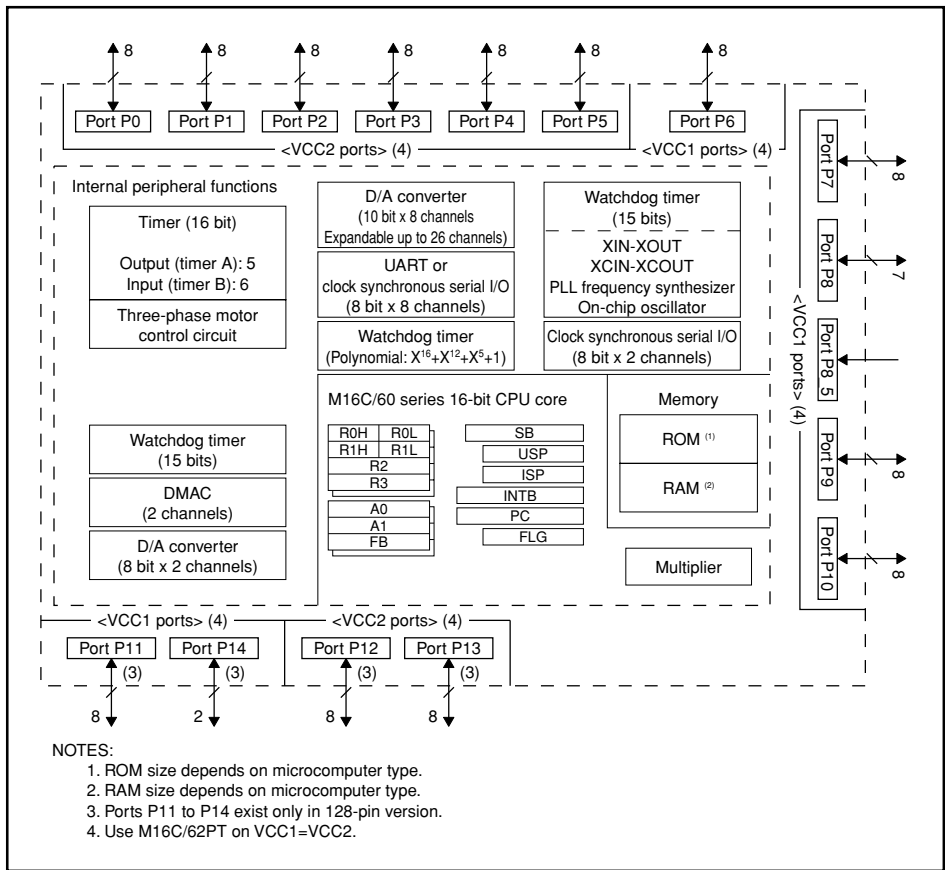 8 8 8 8 8 8 8
Port P0 Port P1 Port P2 Port P3 Port P4 Port P5 Port P6
<VCC2 ports> (4) <VCC1 ports> (4)
Internal peripheral functions
Timer (16 bit)
Output (timer A): 5
Input (timer B): 6
Three-phase motor
control circuit
Watchdog timer
(15 bits)
DMAC
(2 channels)
D/A converter
(8 bit x 2 channels)
D/A converter
(10 bit x 8 channels
Expandable up to 26 channels)
UART or
clock synchronous serial I/O
(8 bit x 8 channels)
Watchdog timer
(Polynomial: X¹⁶+X¹²+X⁵+1)
Watchdog timer
(15 bits)
XIN-XOUT
XCIN-XCOUT
PLL frequency synthesizer
On-chip oscillator
Clock synchronous serial I/O
(8 bit x 2 channels)
M16C/60 series 16-bit CPU core
R0H R0L
R1H R1L
R2
R3
A0
A1
FB
SB
USP
ISP
INTB
PC
FLG
Memory
ROM (1)
RAM (2)
Multiplier
<VCC1 ports> (4)
Port P7
8
Port P8
7
Port P8_5
Port P9
8
Port P10
8
<VCC1 ports> (4) <VCC2 ports> (4)
Port P11 Port P14 Port P12 Port P13
(3) (3) (3) (3)
8 2 8 8
NOTES:
1. ROM size depends on microcomputer type.
2. RAM size depends on microcomputer type.
3. Ports P11 to P14 exist only in 128-pin version.
4. Use M16C/62PT on VCC1=VCC2.